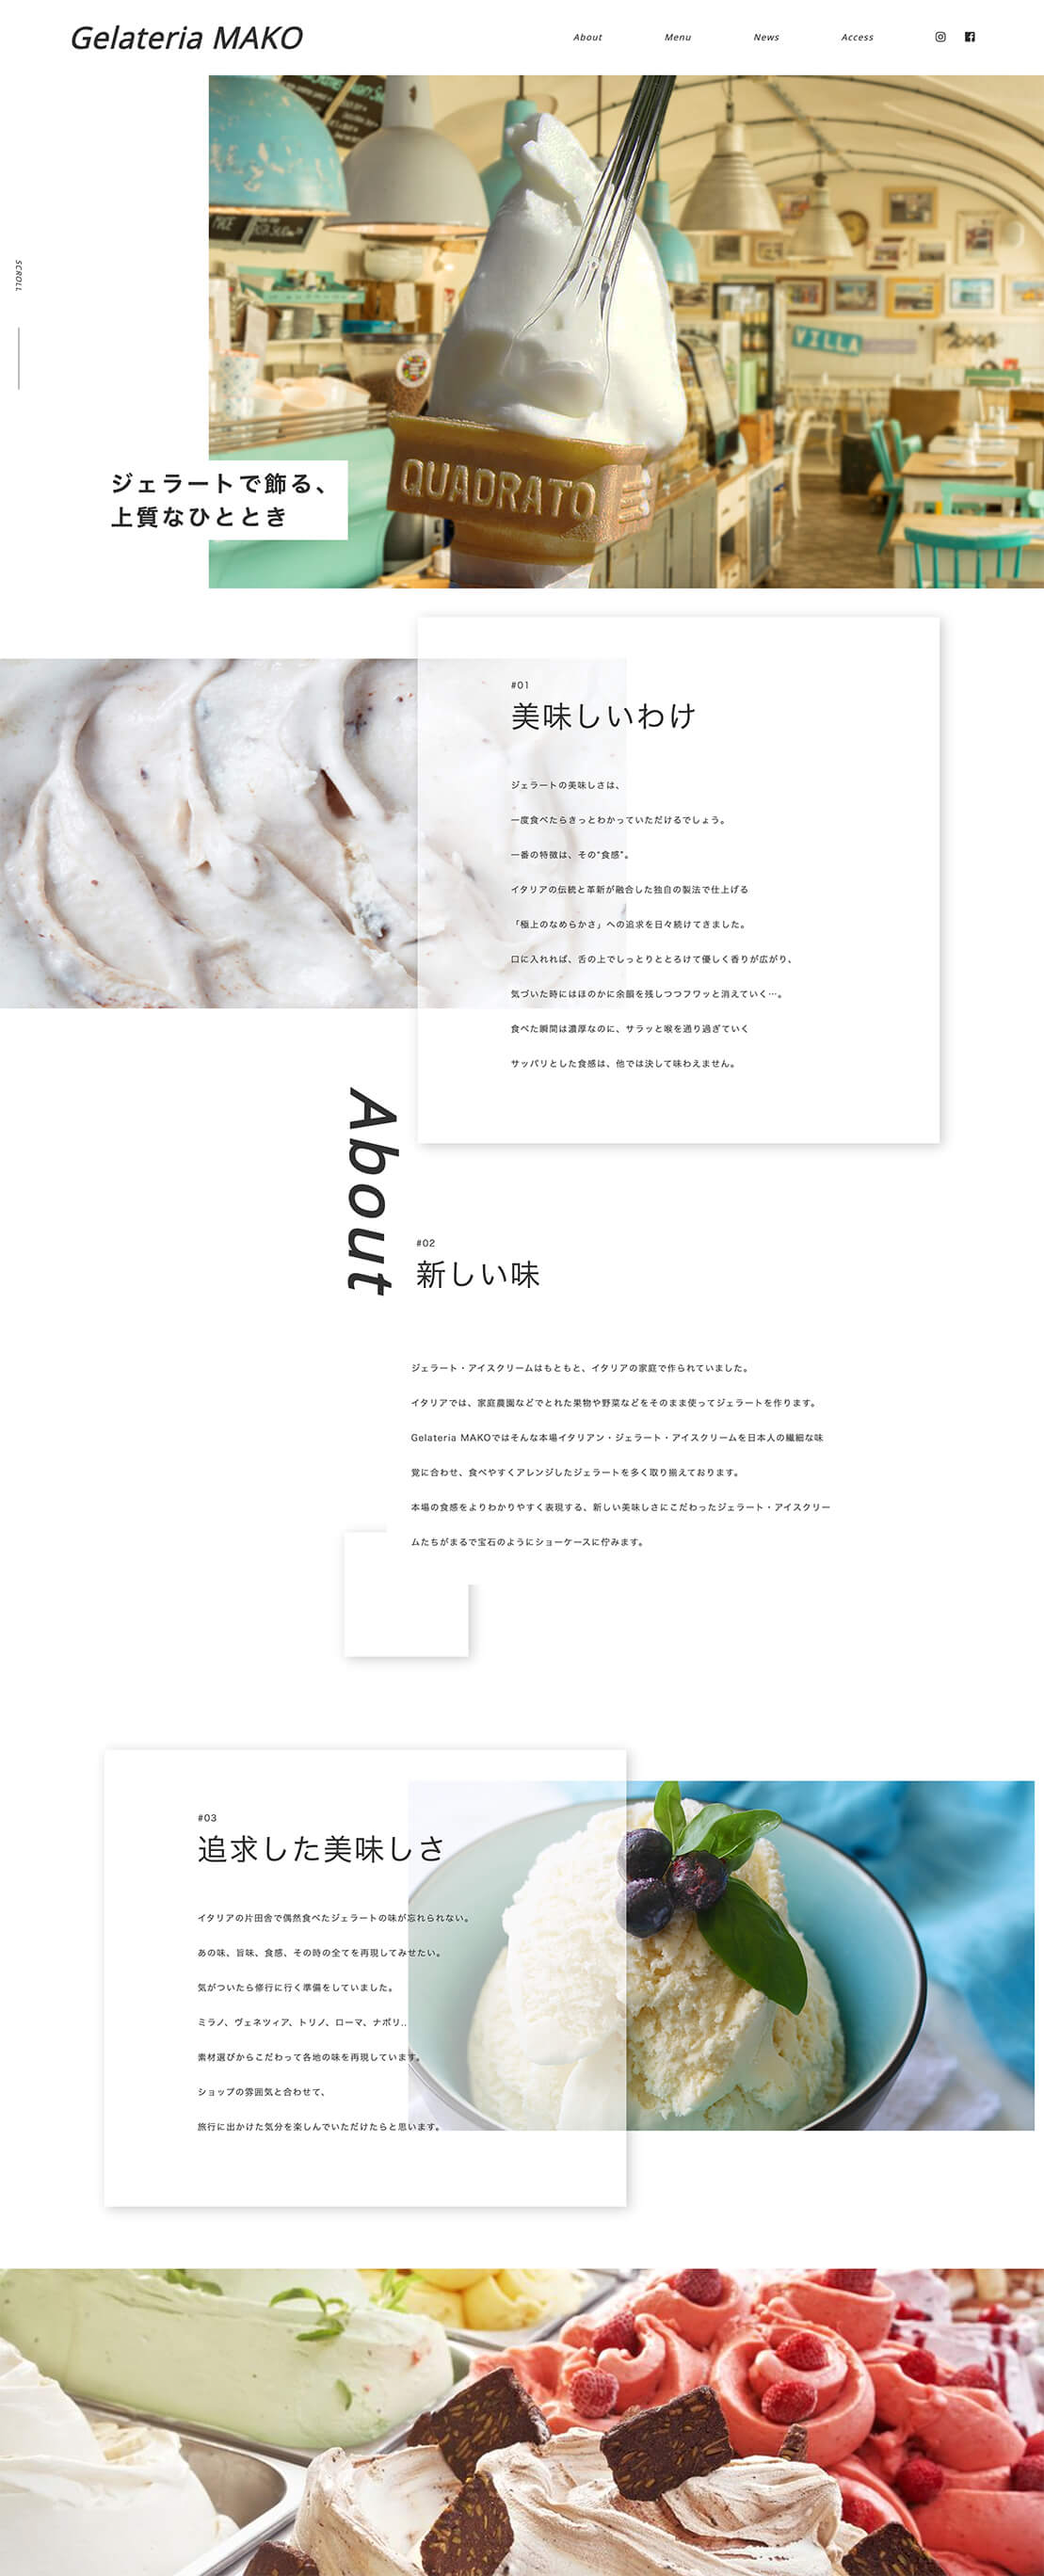 Gelateria MAKO
About
Menu
News
Access
SCROLL
VILLA
QUADRATO
ジェラートで飾る、
上質なひととき
#01
美味しいわけ
ジェラートの美味しさは、
一度食べたらきっとわかっていただけるでしょう。
一番の特徴は、その“食感”。
イタリアの伝統と革新が融合した独自の製法で仕上げる
「極上のなめらかさ」への追求を日々続けてきました。
口に入れれば、舌の上でしっとりととろけて優しく香りが広がり、
気づいた時にはほのかに余韻を残しつつフワッと消えていく…。
食べた瞬間は濃厚なのに、サラッと喉を通り過ぎていく
サッパリとした食感は、他では決して味わえません。
About
#02
新しい味
ジェラート・アイスクリームはもともと、イタリアの家庭で作られていました。
イタリアでは、家庭農園などでとれた果物や野菜などをそのまま使ってジェラートを作ります。
Gelateria MAKOではそんな本場イタリアン・ジェラート・アイスクリームを日本人の繊細な味
覚に合わせ、食べやすくアレンジしたジェラートを多く取り揃えております。
本場の食感をよりわかりやすく表現する、新しい美味しさにこだわったジェラート・アイスクリー
ムたちがまるで宝石のようにショーケースに佇みます。
#03
追求した美味しさ
イタリアの片田舎で偶然食べたジェラートの味が忘れられない。
あの味、旨味、食感、その時の全てを再現してみせたい。
気がついたら修行に行く準備をしていました。
ミラノ、ヴェネツィア、トリノ、ローマ、ナポリ..
素材選びからこだわって各地の味を再現しています。
ショップの雰囲気と合わせて、
旅行に出かけた気分を楽しんでいただけたらと思います。